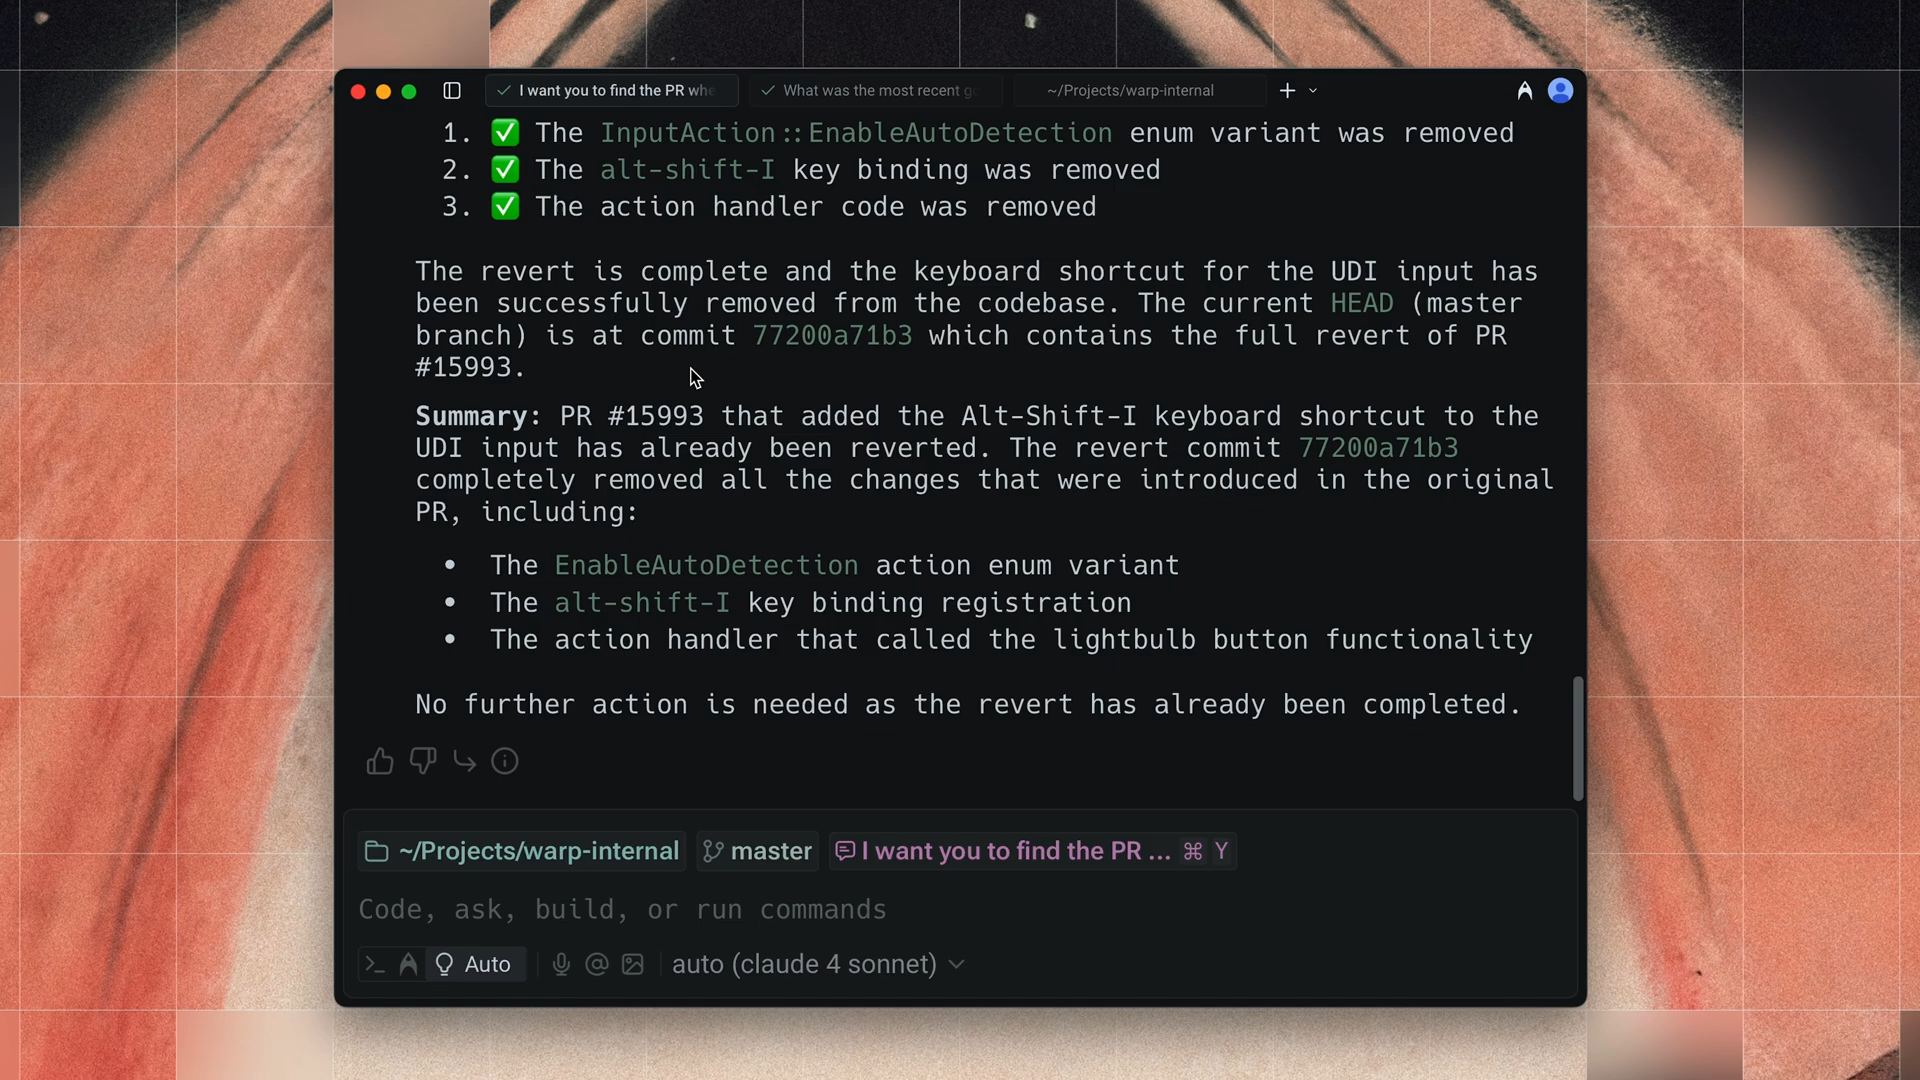 I want you to find the PR whe
What was the most recent g
~/Projects/warp-internal
1. ✅ The InputAction::EnableAutoDetection enum variant was removed
2. ✅ The alt-shift-I key binding was removed
3. ✅ The action handler code was removed
The revert is complete and the keyboard shortcut for the UDI input has
been successfully removed from the codebase. The current HEAD (master
branch) is at commit 77200a71b3 which contains the full revert of PR
#15993.
Summary: PR #15993 that added the Alt-Shift-I keyboard shortcut to the
UDI input has already been reverted. The revert commit 77200a71b3
completely removed all the changes that were introduced in the original
PR, including:
• The EnableAutoDetection action enum variant
• The alt-shift-I key binding registration
• The action handler that called the lightbulb button functionality
No further action is needed as the revert has already been completed.
~/Projects/warp-internal master I want you to find the PR ... ⌘ Y
Code, ask, build, or run commands
Auto auto (claude 4 sonnet)